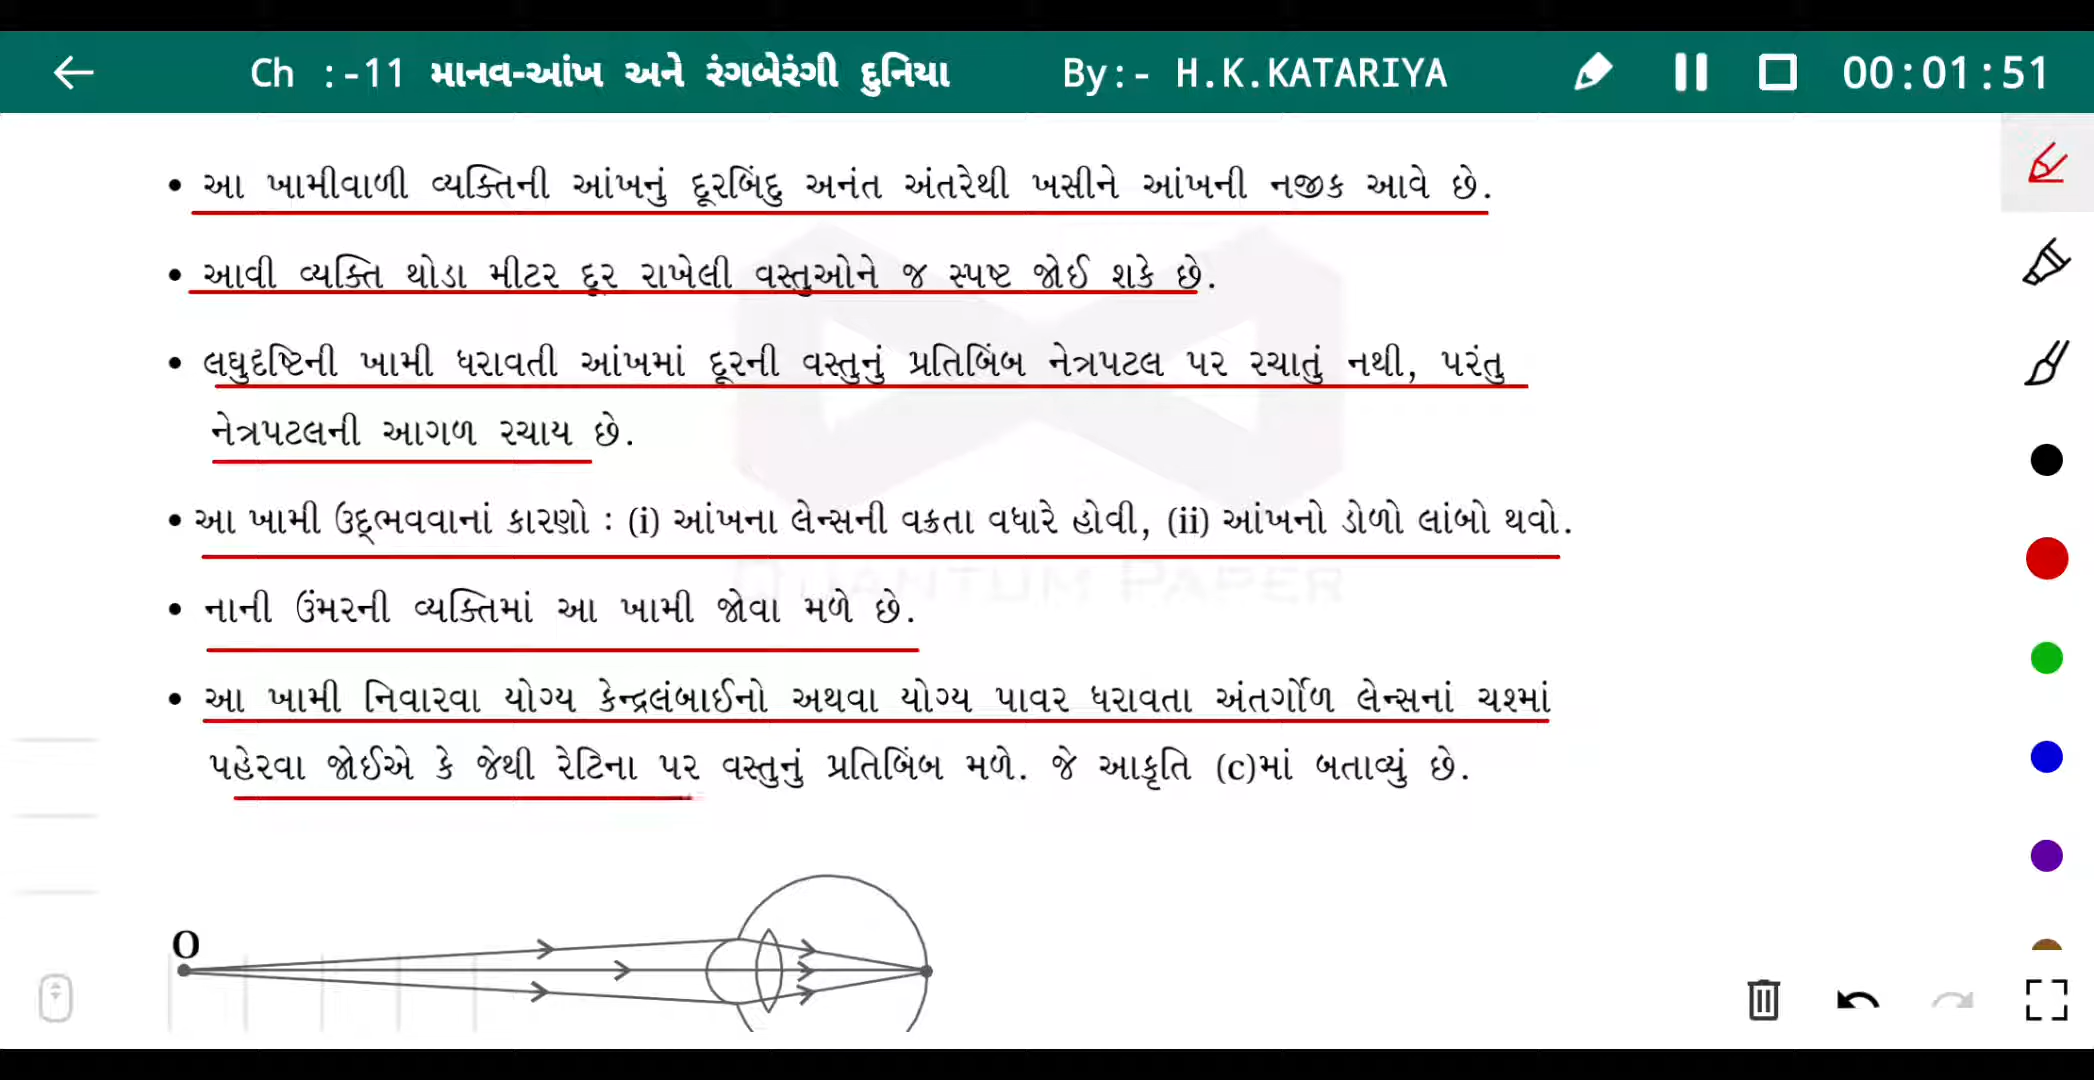 Ch :-11 માનવ-આંખ અને રંગબેરંગી દુનિયા By:- H.K.KATARIYA 00:01:51
• આ ખામીવાળી વ્યક્તિની આંખનું દૂરબિંદુ અનંત અંતરેથી ખસીને આંખની નજીક આવે છે.
• આવી વ્યક્તિ થોડા મીટર દૂર રાખેલી વસ્તુઓને જ સ્પષ્ટ જોઈ શકે છે.
• લઘુદૃષ્ટિની ખામી ધરાવતી આંખમાં દૂરની વસ્તુનું પ્રતિબિંબ નેત્રપટલ પર રચાતું નથી, પરંતુ
નેત્રપટલની આગળ રચાય છે.
• આ ખામી ઉદ્ભવવાનાં કારણો : (i) આંખના લેન્સની વક્રતા વધારે હોવી, (ii) આંખનો ડોળો લાંબો થવો.
QUANTUM PAPER
• નાની ઉંમરની વ્યક્તિમાં આ ખામી જોવા મળે છે.
• આ ખામી નિવારવા યોગ્ય કેન્દ્રલંબાઈનો અથવા યોગ્ય પાવર ધરાવતા અંતર્ગોળ લેન્સનાં ચશ્માં
પહેરવા જોઈએ કે જેથી રેટિના પર વસ્તુનું પ્રતિબિંબ મળે. જે આકૃતિ (c)માં બતાવ્યું છે.
O